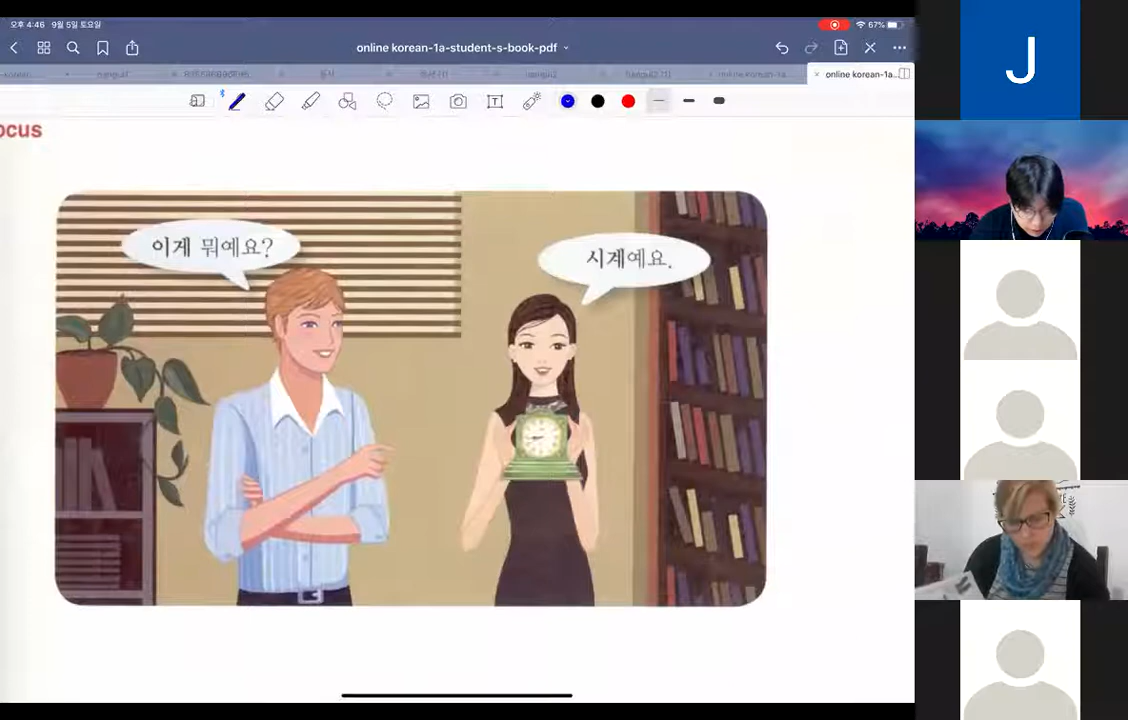 오후 4:46 9월 5일 토요일
67%
online korean-1a-student-s-book-pdf
online korean-1a...
ocus
이게 뭐예요?
시계예요.
J